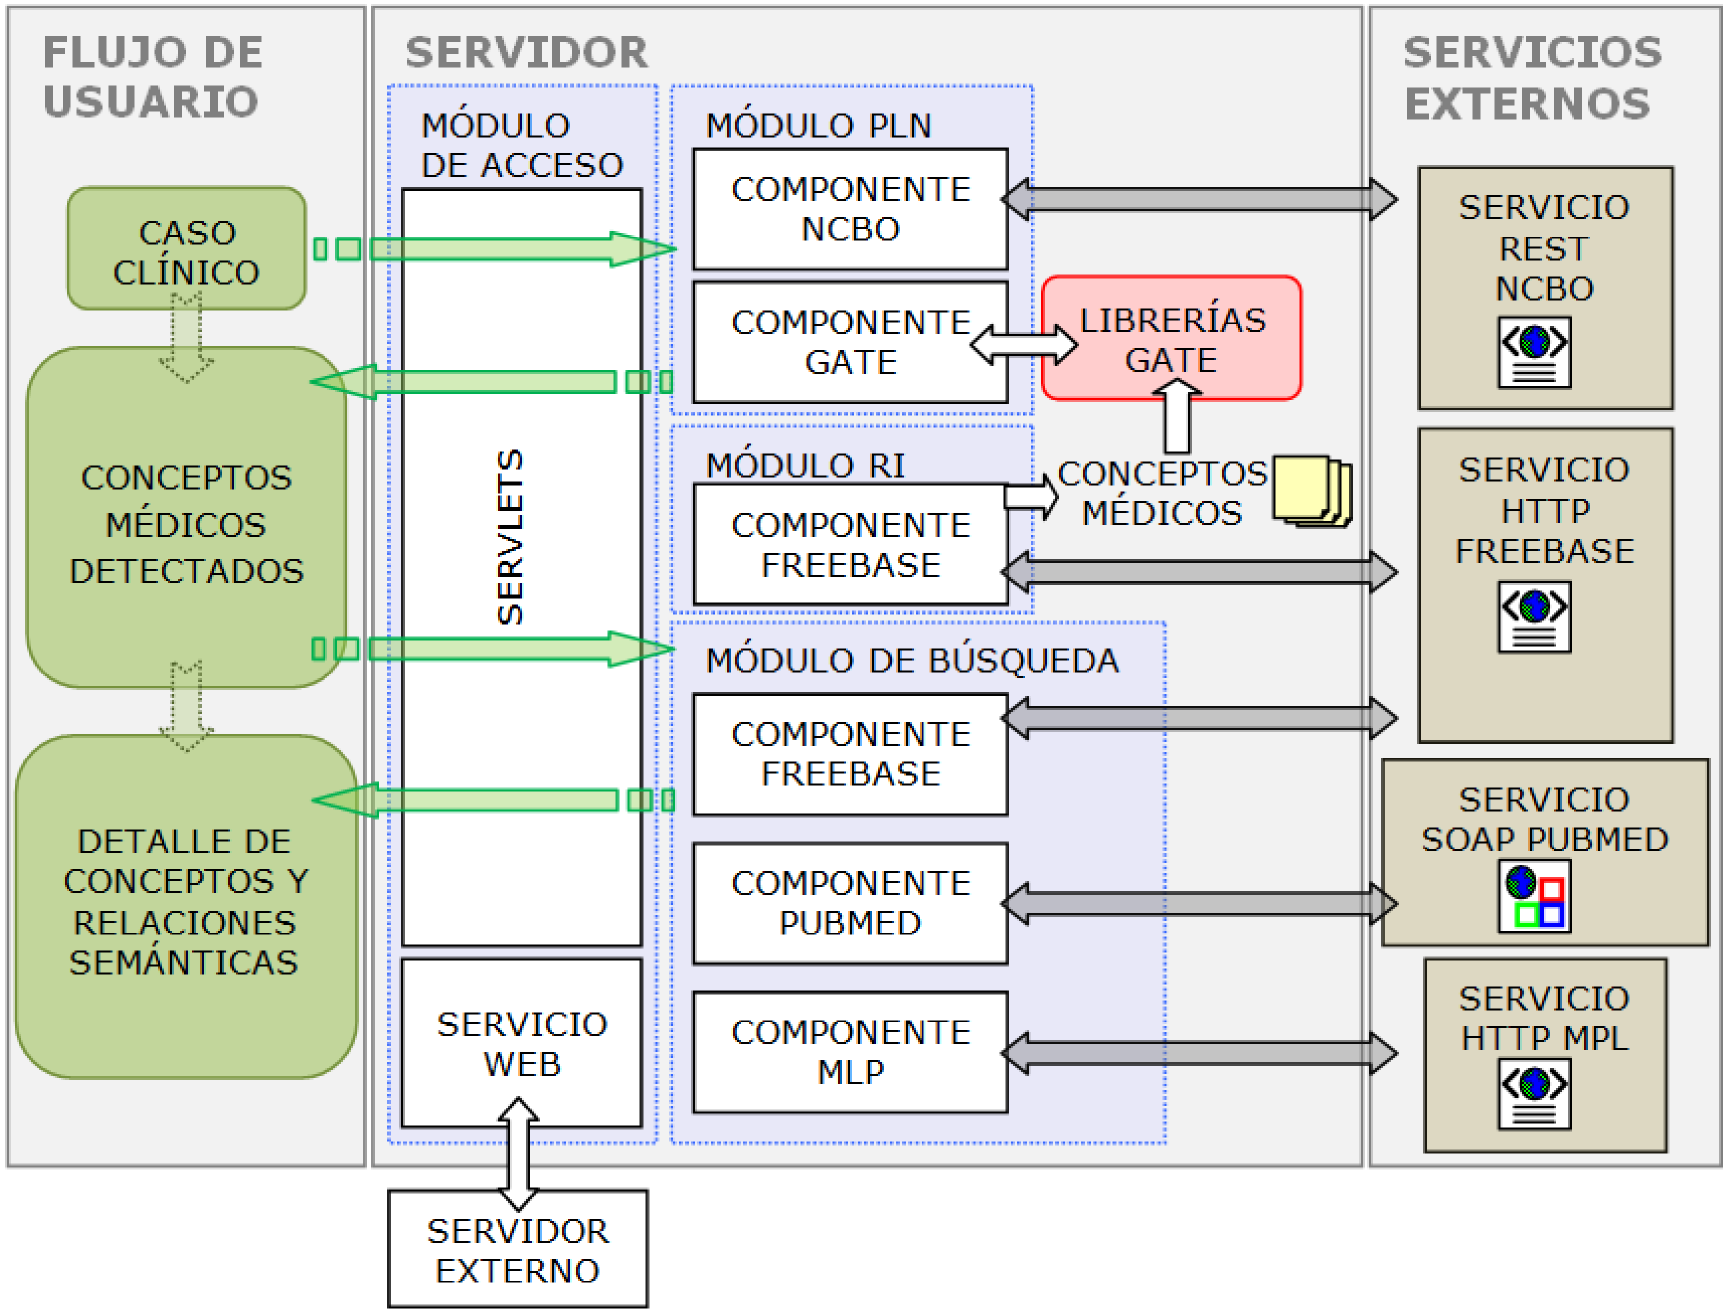 FLUJO DE
USUARIO
CASO
CLÍNICO
CONCEPTOS
MÉDICOS
DETECTADOS
DETALLE DE
CONCEPTOS Y
RELACIONES
SEMÁNTICAS
SERVIDOR
MÓDULO
DE ACCESO
SERVLETS
SERVICIO
WEB
SERVIDOR
EXTERNO
MÓDULO PLN
COMPONENTE
NCBO
COMPONENTE
GATE
LIBRERÍAS
GATE
MÓDULO RI
COMPONENTE
FREEBASE
CONCEPTOS
MÉDICOS
MÓDULO DE BÚSQUEDA
COMPONENTE
FREEBASE
COMPONENTE
PUBMED
COMPONENTE
MLP
SERVICIOS
EXTERNOS
SERVICIO
REST
NCBO
SERVICIO
HTTP
FREEBASE
SERVICIO
SOAP PUBMED
SERVICIO
HTTP MPL